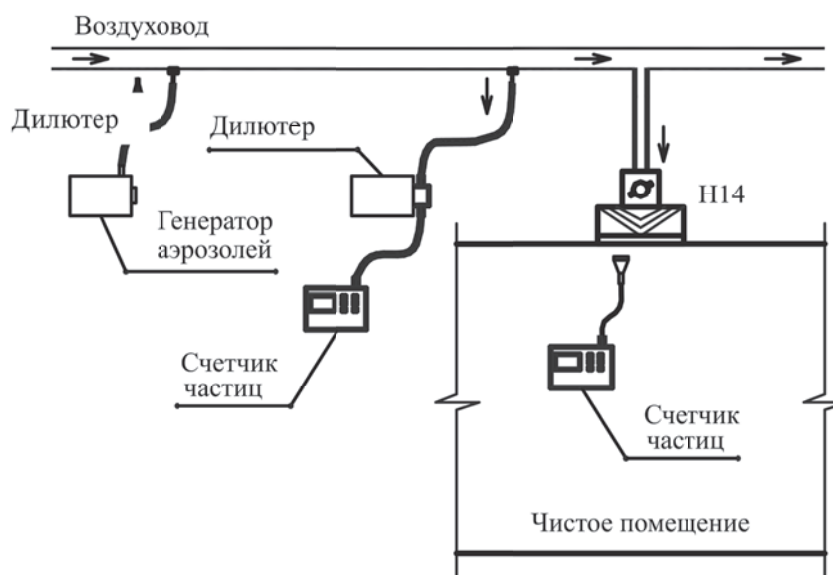 Воздуховод
Дилютер
Дилютер
H14
Генератор
аэрозолей
Счетчик
частиц
Счетчик
частиц
Чистое помещение